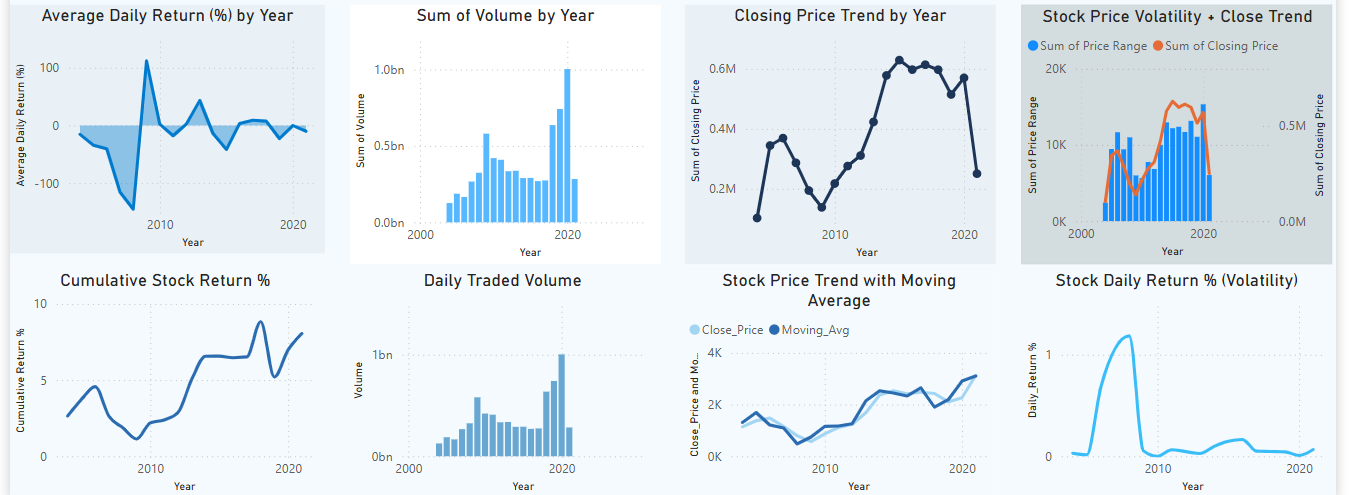 Average Daily Return (%) by Year
Average Daily Return (%)
100
0
-100
2010
2020
Year
Sum of Volume by Year
Sum of Volume
1.0bn
0.5bn
0.0bn
2000
2020
Year
Closing Price Trend by Year
Sum of Closing Price
0.6M
0.4M
0.2M
2010
2020
Year
Stock Price Volatility + Close Trend
Sum of Price Range
Sum of Closing Price
Sum of Price Range
20K
10K
0K
0.5M
0.0M
Sum of Closing Price
2000
2020
Year
Cumulative Stock Return %
Cumulative Return %
10
5
0
2010
2020
Year
Daily Traded Volume
Volume
1bn
0bn
2000
2020
Year
Stock Price Trend with Moving
Average
Close_Price
Moving_Avg
Close_Price and Mo...
4K
2K
0K
2010
2020
Year
Stock Daily Return % (Volatility)
Daily_Return %
1
0
2010
2020
Year